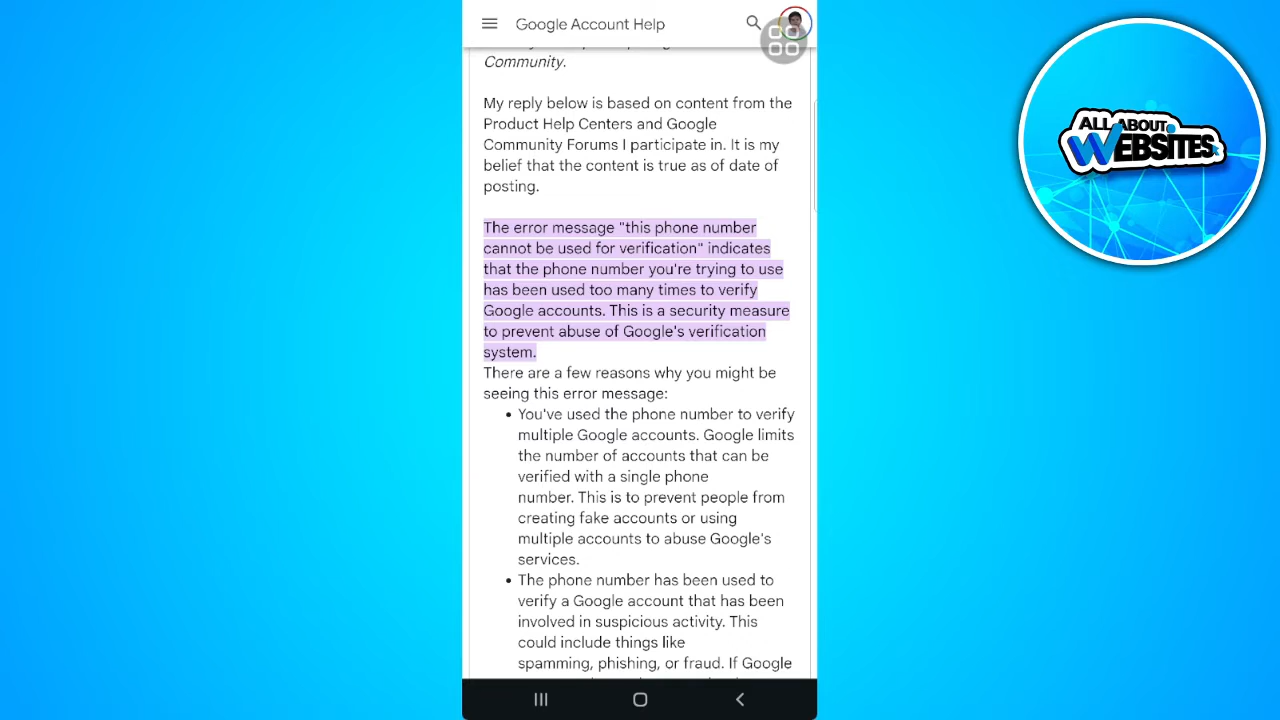 Google Account Help
Community.
My reply below is based on content from the
Product Help Centers and Google
Community Forums I participate in. It is my
belief that the content is true as of date of
posting.
The error message "this phone number
cannot be used for verification" indicates
that the phone number you're trying to use
has been used too many times to verify
Google accounts. This is a security measure
to prevent abuse of Google's verification
system.
There are a few reasons why you might be
seeing this error message:
• You've used the phone number to verify
multiple Google accounts. Google limits
the number of accounts that can be
verified with a single phone
number. This is to prevent people from
creating fake accounts or using
multiple accounts to abuse Google's
services.
• The phone number has been used to
verify a Google account that has been
involved in suspicious activity. This
could include things like
spamming, phishing, or fraud. If Google
ALL ABOUT
WEBSITES